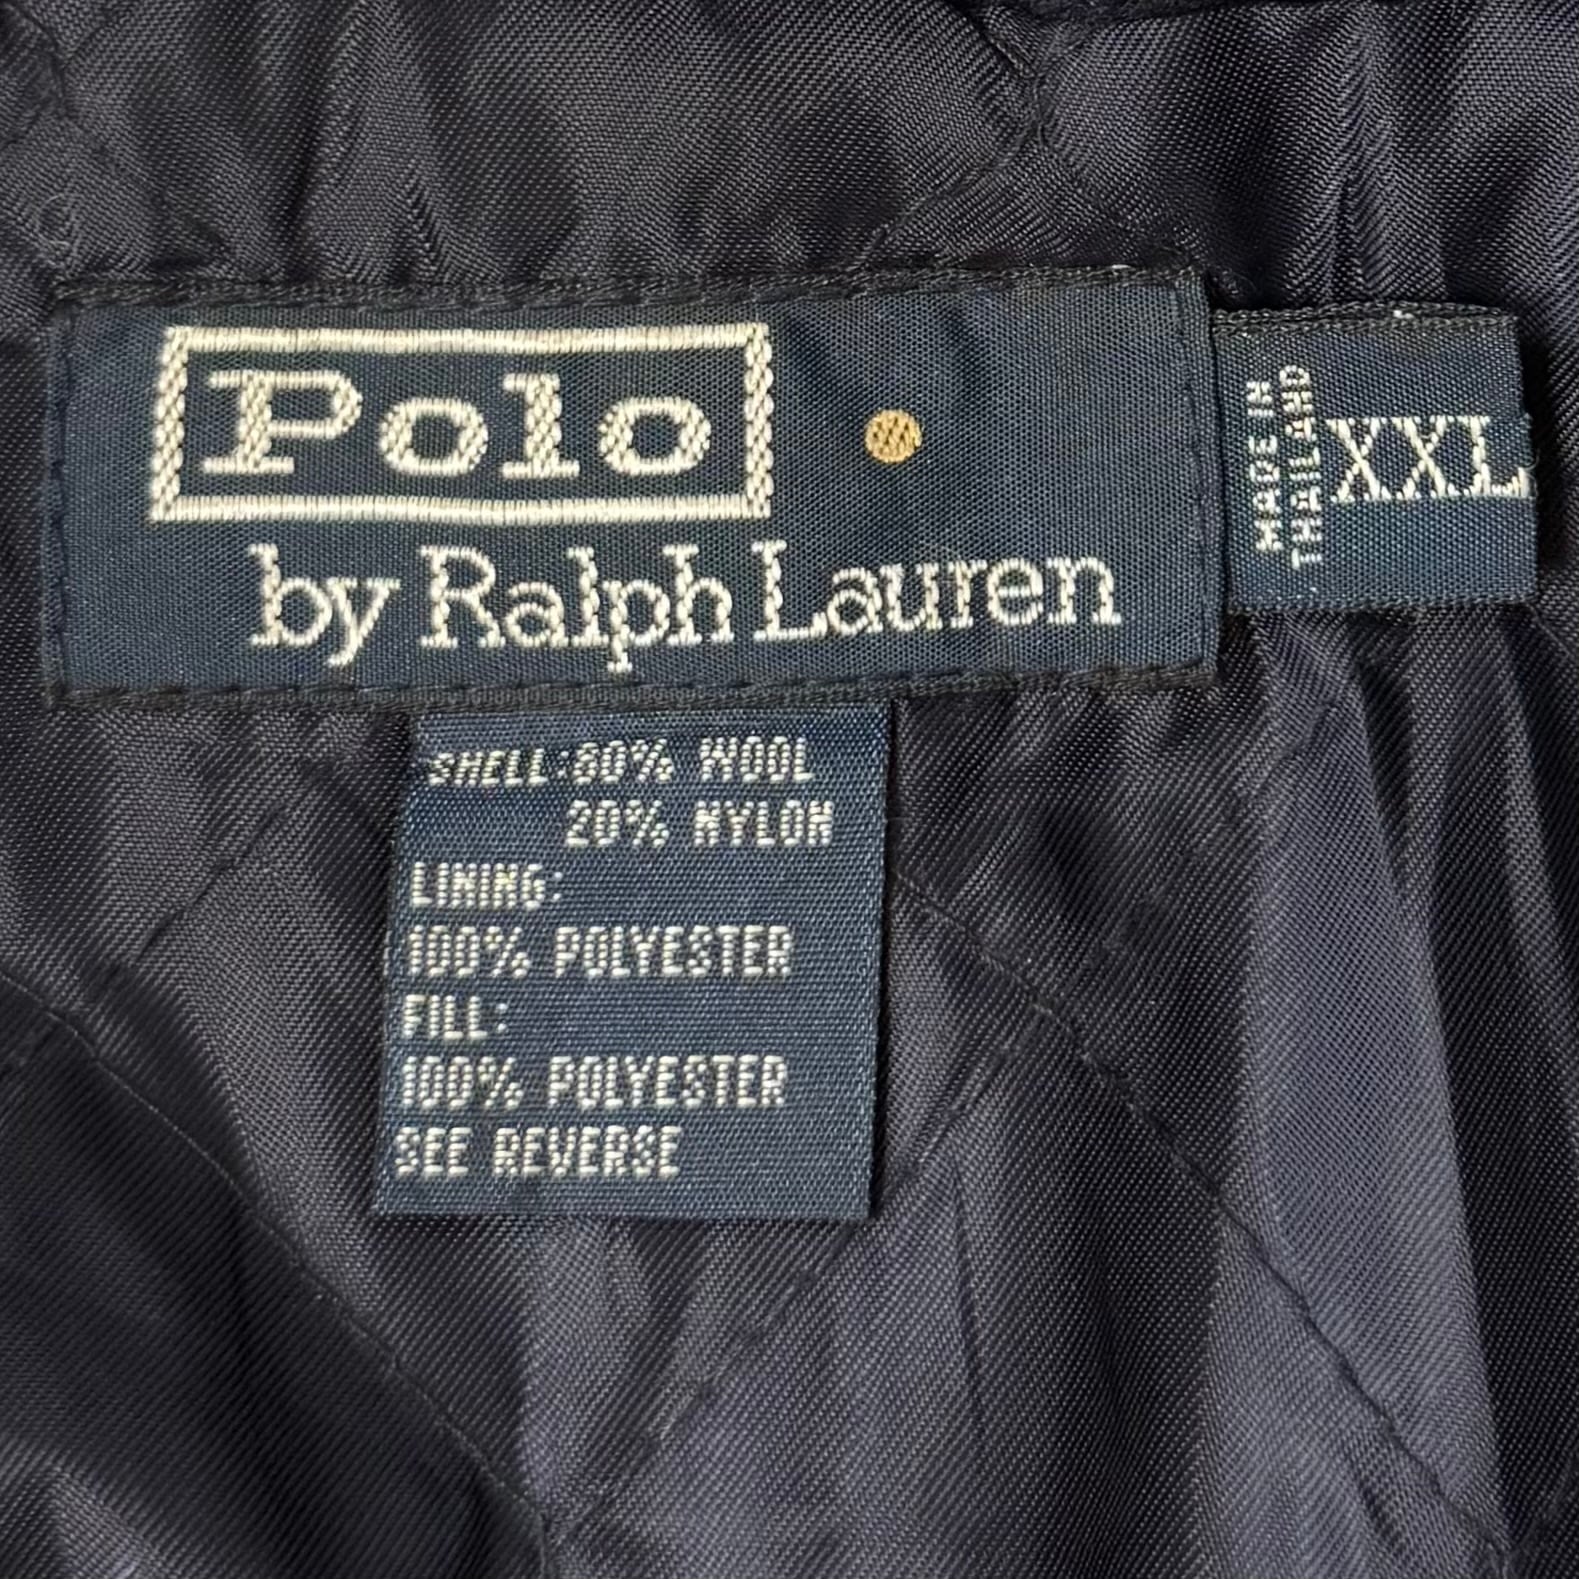 Polo
by Ralph Lauren
MADE IN
THAILAND
XXL
SHELL:80% WOOL
20% NYLON
LINING:
100% POLYESTER
FILL:
100% POLYESTER
SEE REVERSE